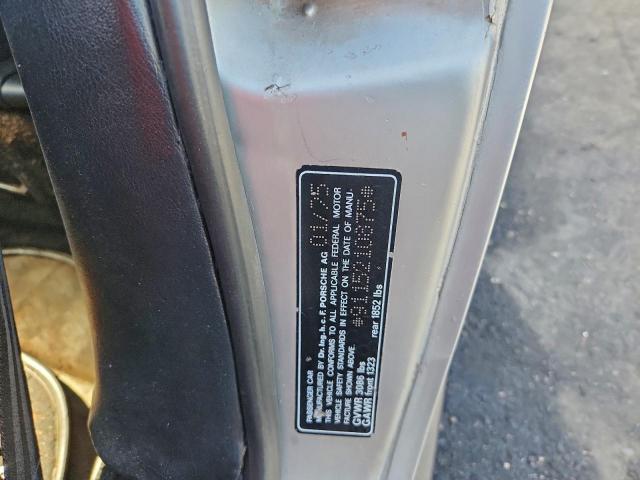 PASSENGER CAR
MANUFACTURED BY Dr. Ing. h. c. F. PORSCHE AG 01/75
THIS VEHICLE CONFORMS TO ALL APPLICABLE FEDERAL MOTOR
VEHICLE SAFETY STANDARDS IN EFFECT ON THE DATE OF MANU-
FACTURE SHOWN ABOVE. *9115210675*
GVWR 3086 lbs
GAWR front 1323 rear 1852 lbs